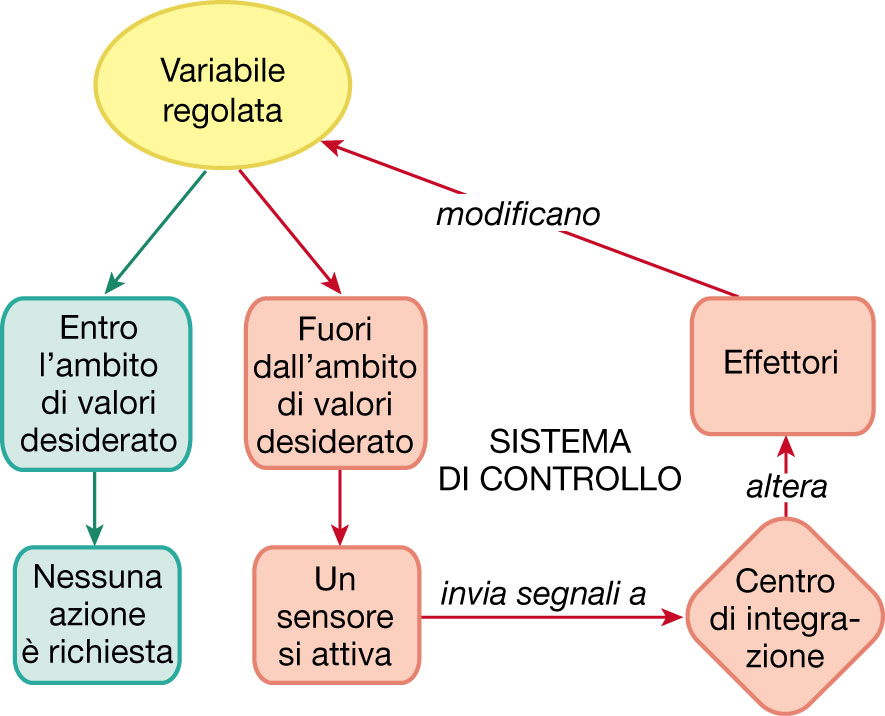 Variabile
regolata
modificano
Entro
l’ambito
di valori
desiderato
Fuori
dall’ambito
di valori
desiderato
Effettori
SISTEMA
DI CONTROLLO
altera
Nessuna
azione
è richiesta
Un
sensore
si attiva
invia segnali a
Centro
di integra-
zione